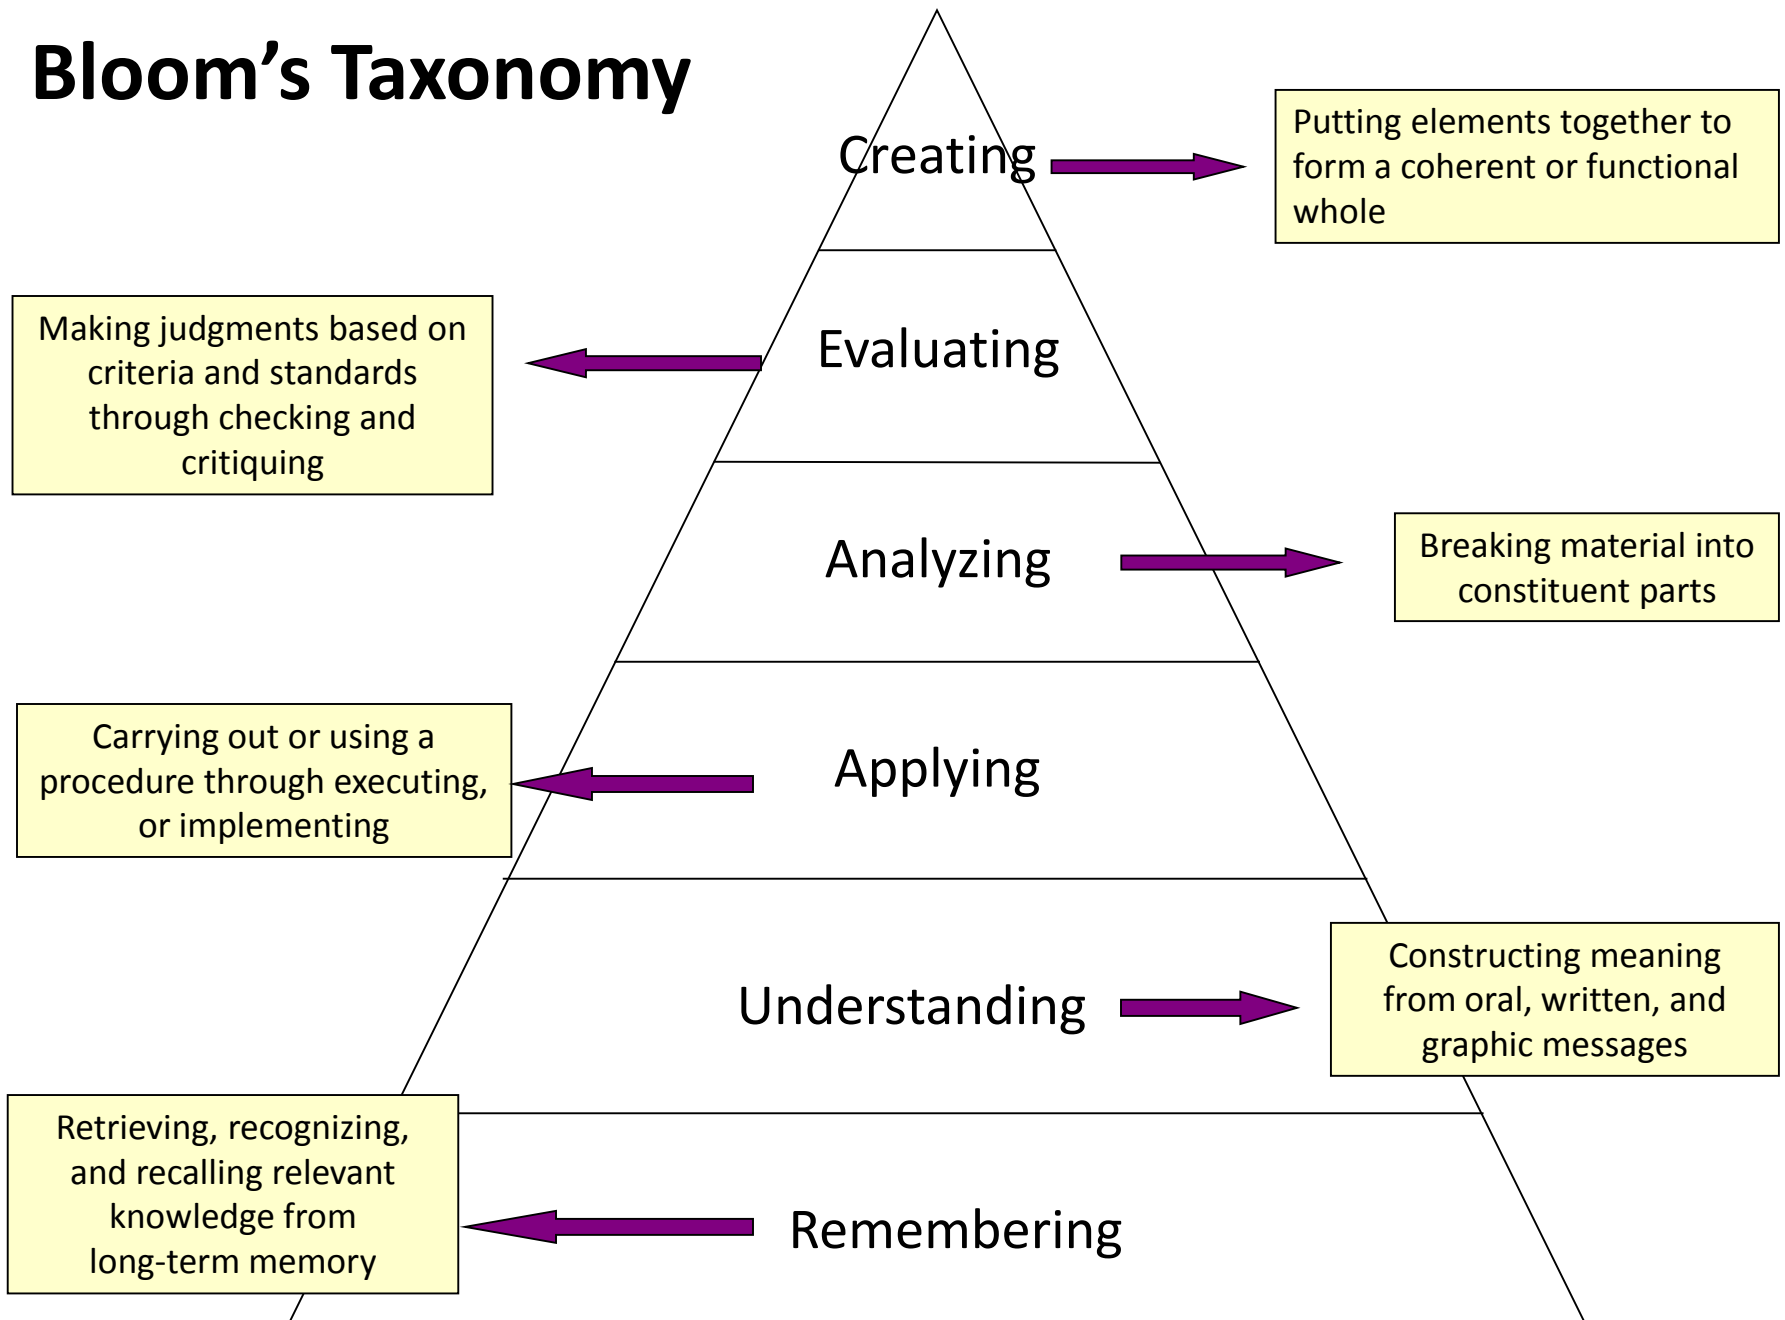 Bloom’s Taxonomy
Creating
Putting elements together to
form a coherent or functional
whole
Making judgments based on
criteria and standards
through checking and
critiquing
Evaluating
Analyzing
Breaking material into
constituent parts
Carrying out or using a
procedure through executing,
or implementing
Applying
Understanding
Constructing meaning
from oral, written, and
graphic messages
Retrieving, recognizing,
and recalling relevant
knowledge from
long-term memory
Remembering